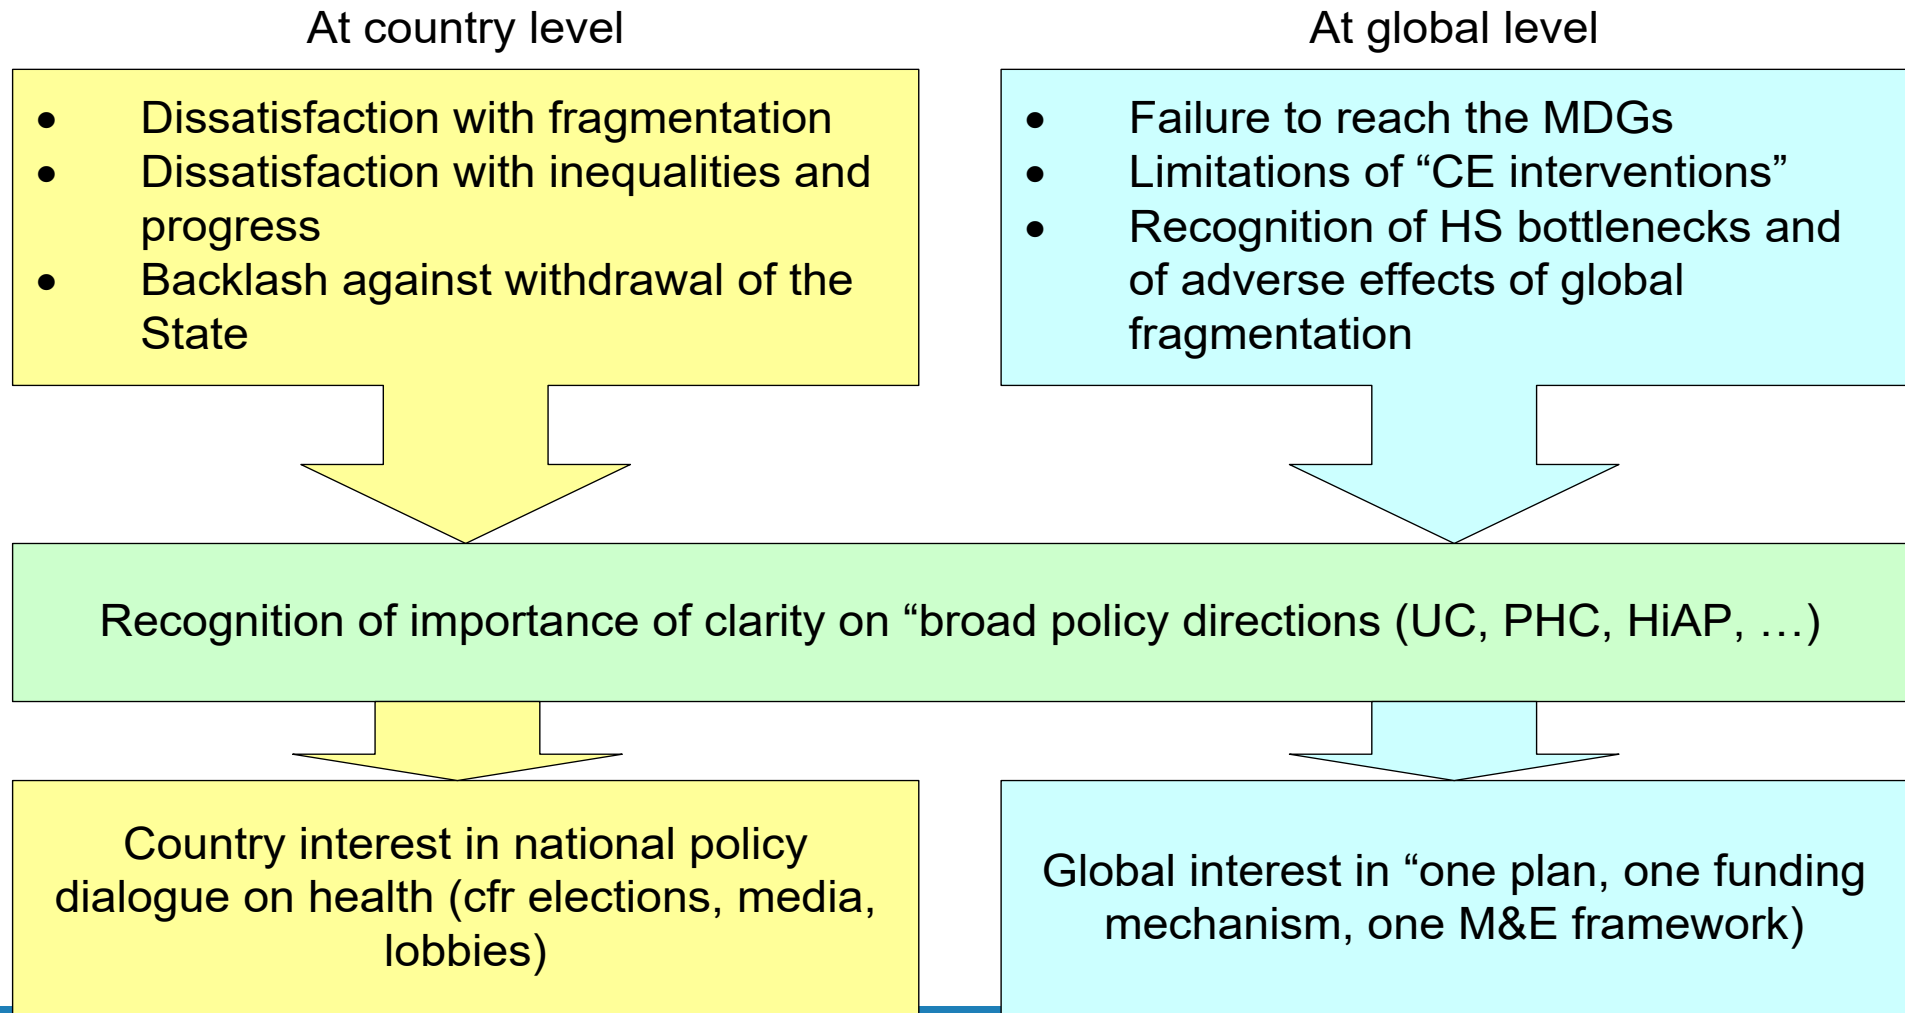 At country level
• Dissatisfaction with fragmentation
• Dissatisfaction with inequalities and
progress
• Backlash against withdrawal of the
State
At global level
• Failure to reach the MDGs
• Limitations of “CE interventions”
• Recognition of HS bottlenecks and
of adverse effects of global
fragmentation
Recognition of importance of clarity on “broad policy directions (UC, PHC, HiAP, …)
Country interest in national policy
dialogue on health (cfr elections, media,
lobbies)
Global interest in “one plan, one funding
mechanism, one M&E framework)